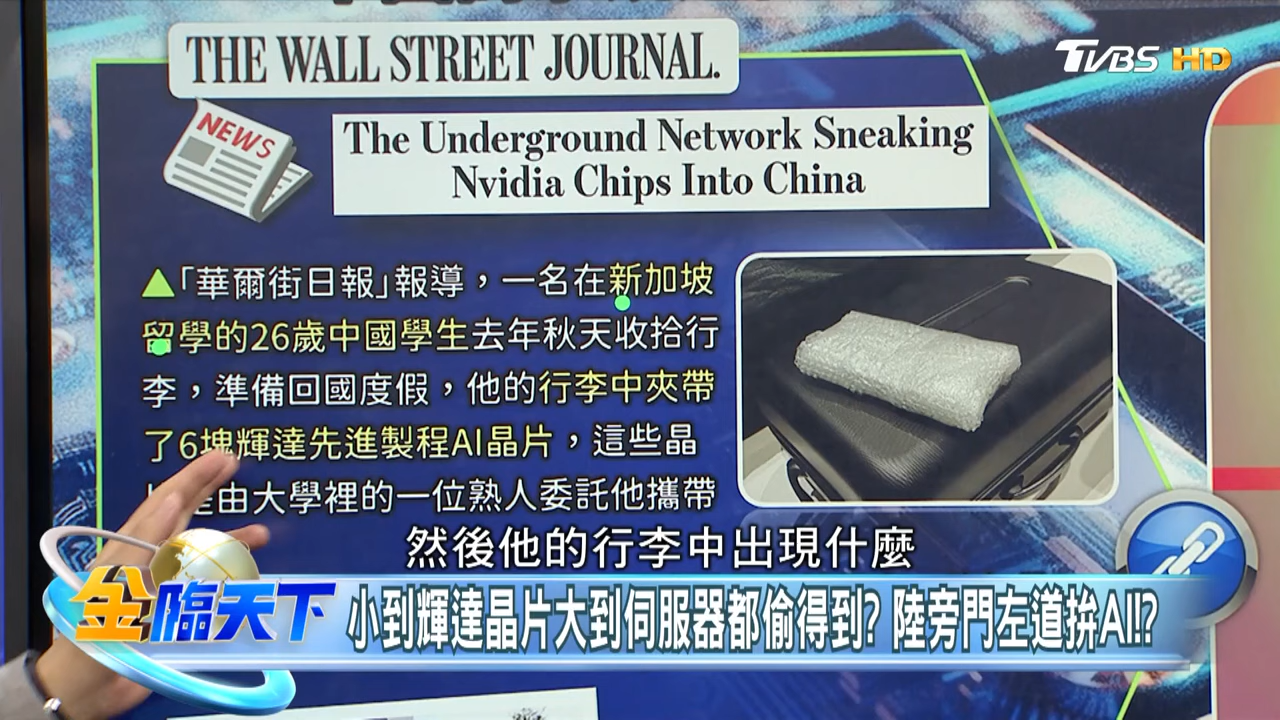 THE WALL STREET JOURNAL.
TVBS HD
NEWS
The Underground Network Sneaking
Nvidia Chips Into China
▲「華爾街日報」報導，一名在新加坡
留學的26歲中國學生去年秋天收拾行
李，準備回國度假，他的行李中夾帶
了6塊輝達先進製程AI晶片，這些晶
是由大學裡的一位熟人委託他攜帶
然後他的行李中出現什麼
金臨天下
小到輝達晶片大到伺服器都偷得到? 陸旁門左道拚AI!?